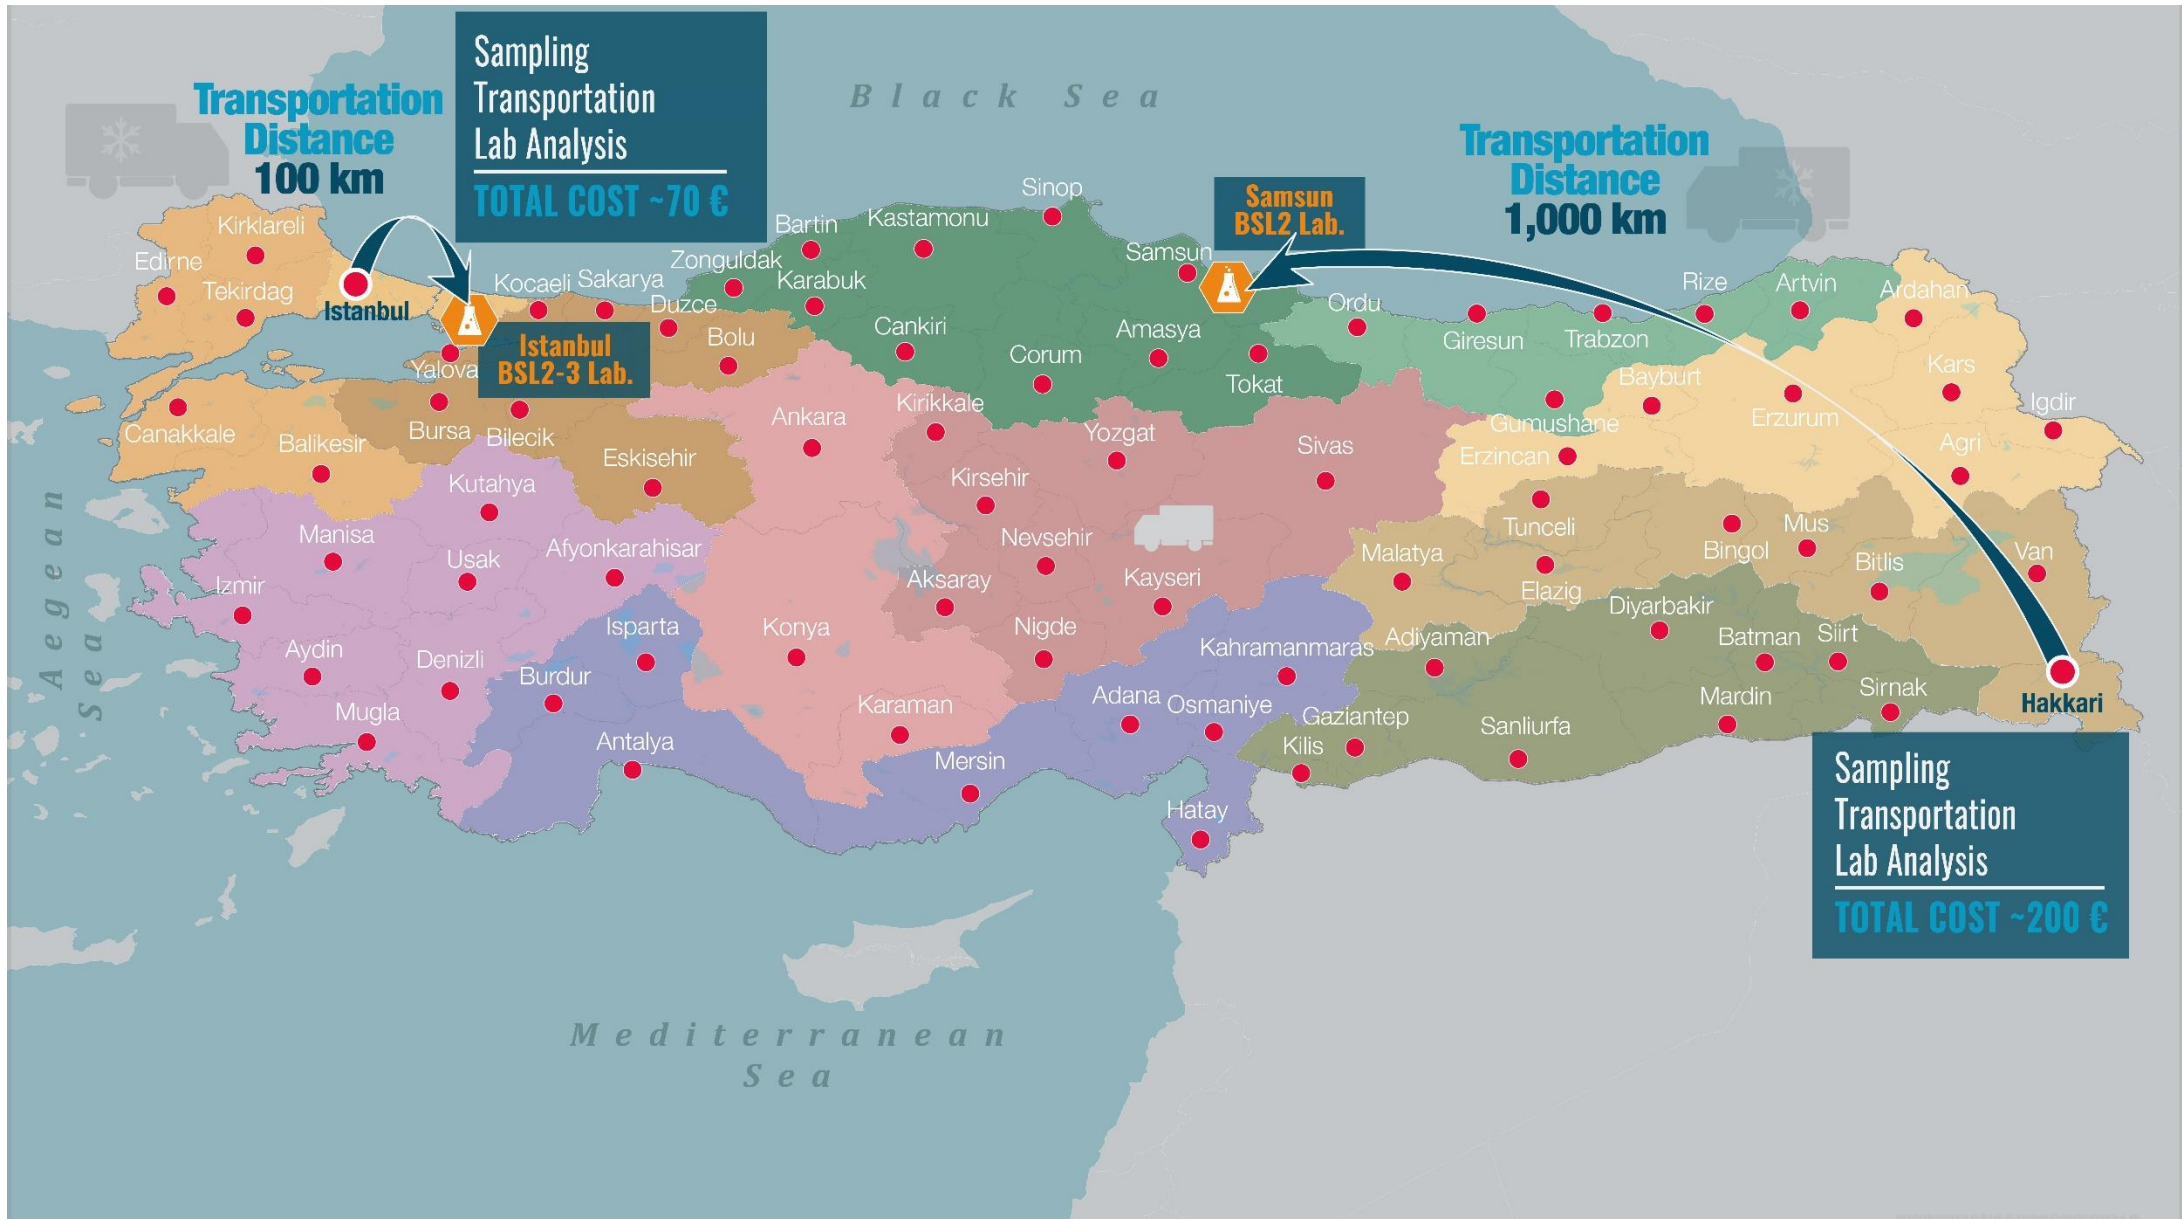 Sampling
Transportation
Lab Analysis
TOTAL COST ~70 €
Transportation
Distance
100 km
Black Sea
Transportation
Distance
1,000 km
Samsun
BSL2 Lab.
Istanbul
BSL2-3 Lab.
Kirklareli
Edirne
Tekirdag
Istanbul
Kocaeli
Sakarya
Duzce
Zonguldak
Bartin
Karabuk
Kastamonu
Sinop
Samsun
Ordu
Giresun
Trabzon
Rize
Artvin
Ardahan
Yalova
Bolu
Cankiri
Corum
Amasya
Tokat
Gumushane
Bayburt
Erzurum
Kars
Igdir
Agri
Canakkale
Balikesir
Bursa
Bilecik
Eskisehir
Ankara
Kirikkale
Yozgat
Sivas
Erzincan
Kutahya
Kirsehir
Tunceli
Bingol
Mus
Manisa
Usak
Afyonkarahisar
Nevsehir
Malatya
Elazig
Bitlis
Van
Izmir
Aksaray
Kayseri
Diyarbakir
Aydin
Denizli
Isparta
Konya
Nigde
Kahramanmaras
Adiyaman
Batman
Siirt
Burdur
Mugla
Karaman
Adana
Osmaniye
Gaziantep
Kilis
Sanliurfa
Mardin
Sirnak
Hakkari
Antalya
Mersin
Hatay
Aegean
Sea
Mediterranean
Sea
Sampling
Transportation
Lab Analysis
TOTAL COST ~200 €